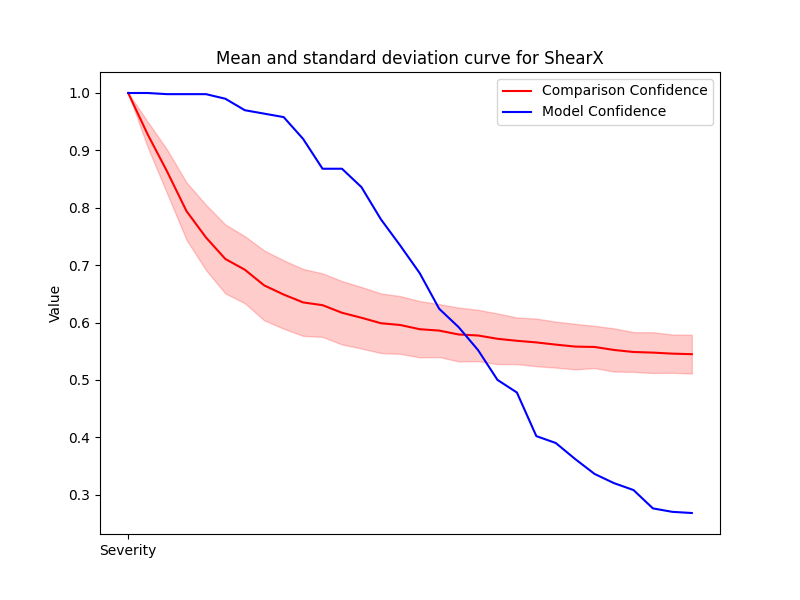 Mean and standard deviation curve for ShearX
Comparison Confidence
Model Confidence
1.0
0.9
0.8
0.7
0.6
0.5
0.4
0.3
Value
Severity